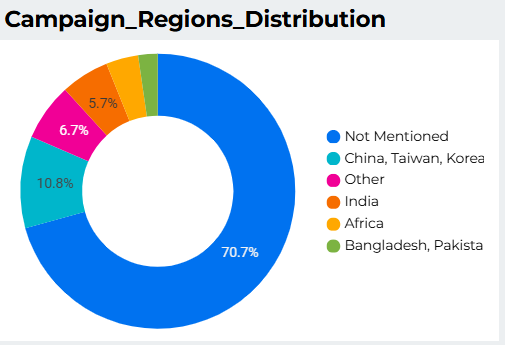 Campaign_Regions_Distribution
70.7%
10.8%
6.7%
5.7%
Not Mentioned
China, Taiwan, Korea
Other
India
Africa
Bangladesh, Pakista